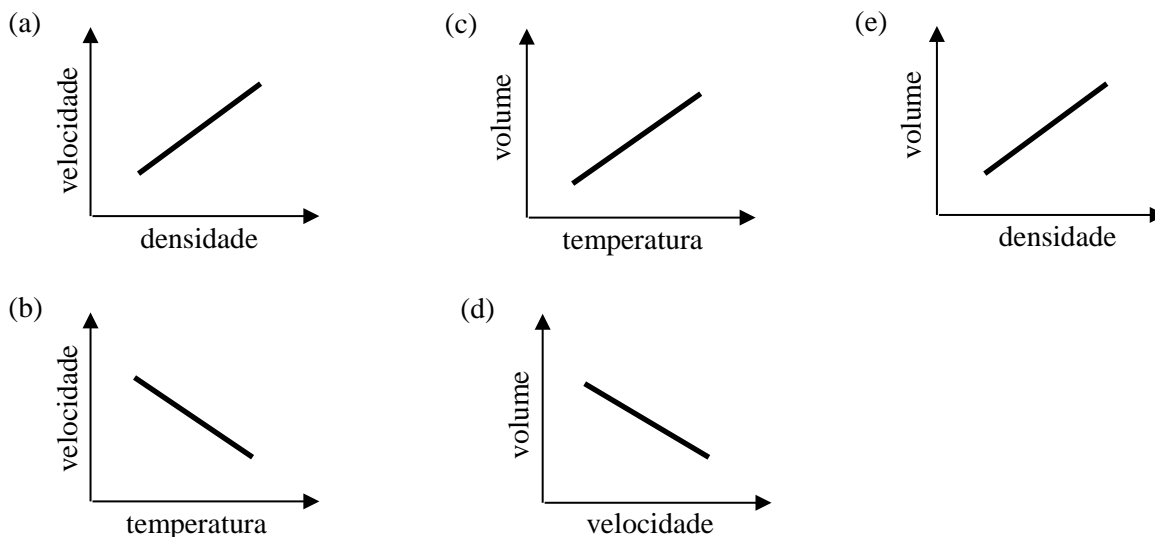 (a)
velocidade
densidade
(c)
volume
temperatura
(e)
volume
densidade
(b)
velocidade
temperatura
(d)
volume
velocidade